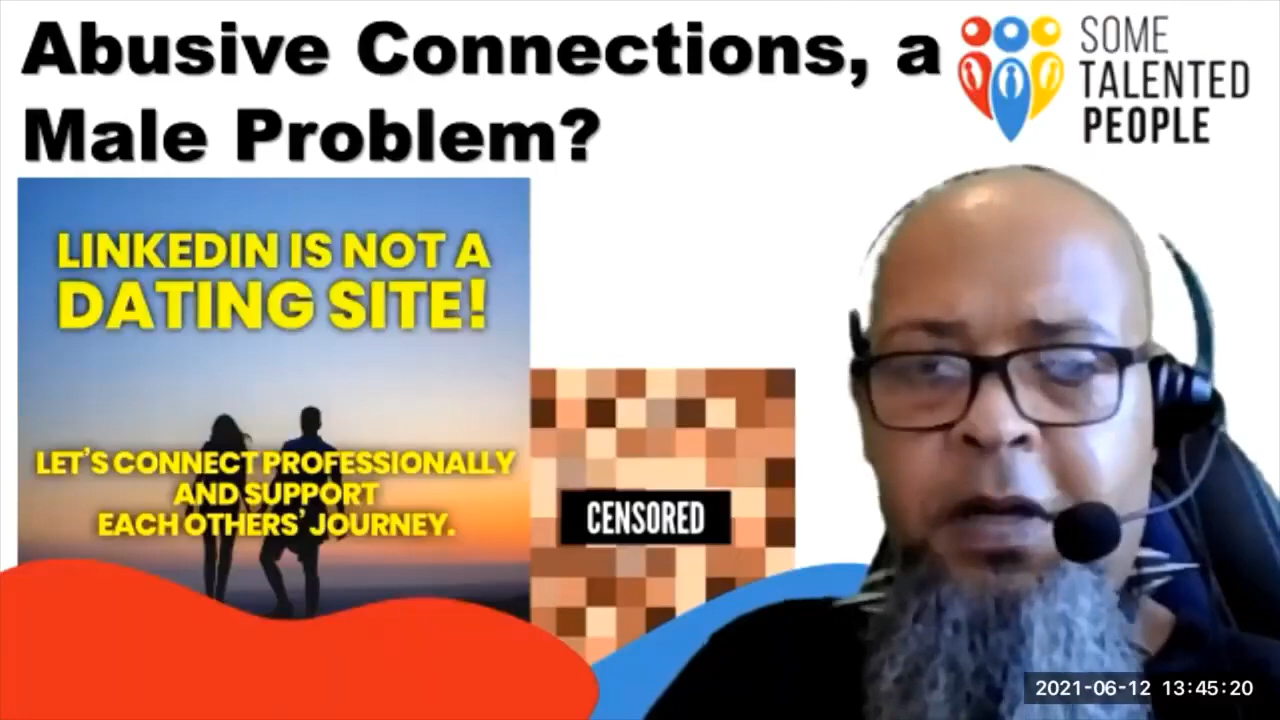 Abusive Connections, a
Male Problem?
SOME
TALENTED
PEOPLE
LINKEDIN IS NOT A
DATING SITE!
LET'S CONNECT PROFESSIONALLY
AND SUPPORT
EACH OTHERS' JOURNEY.
CENSORED
2021-06-12 13:45:20